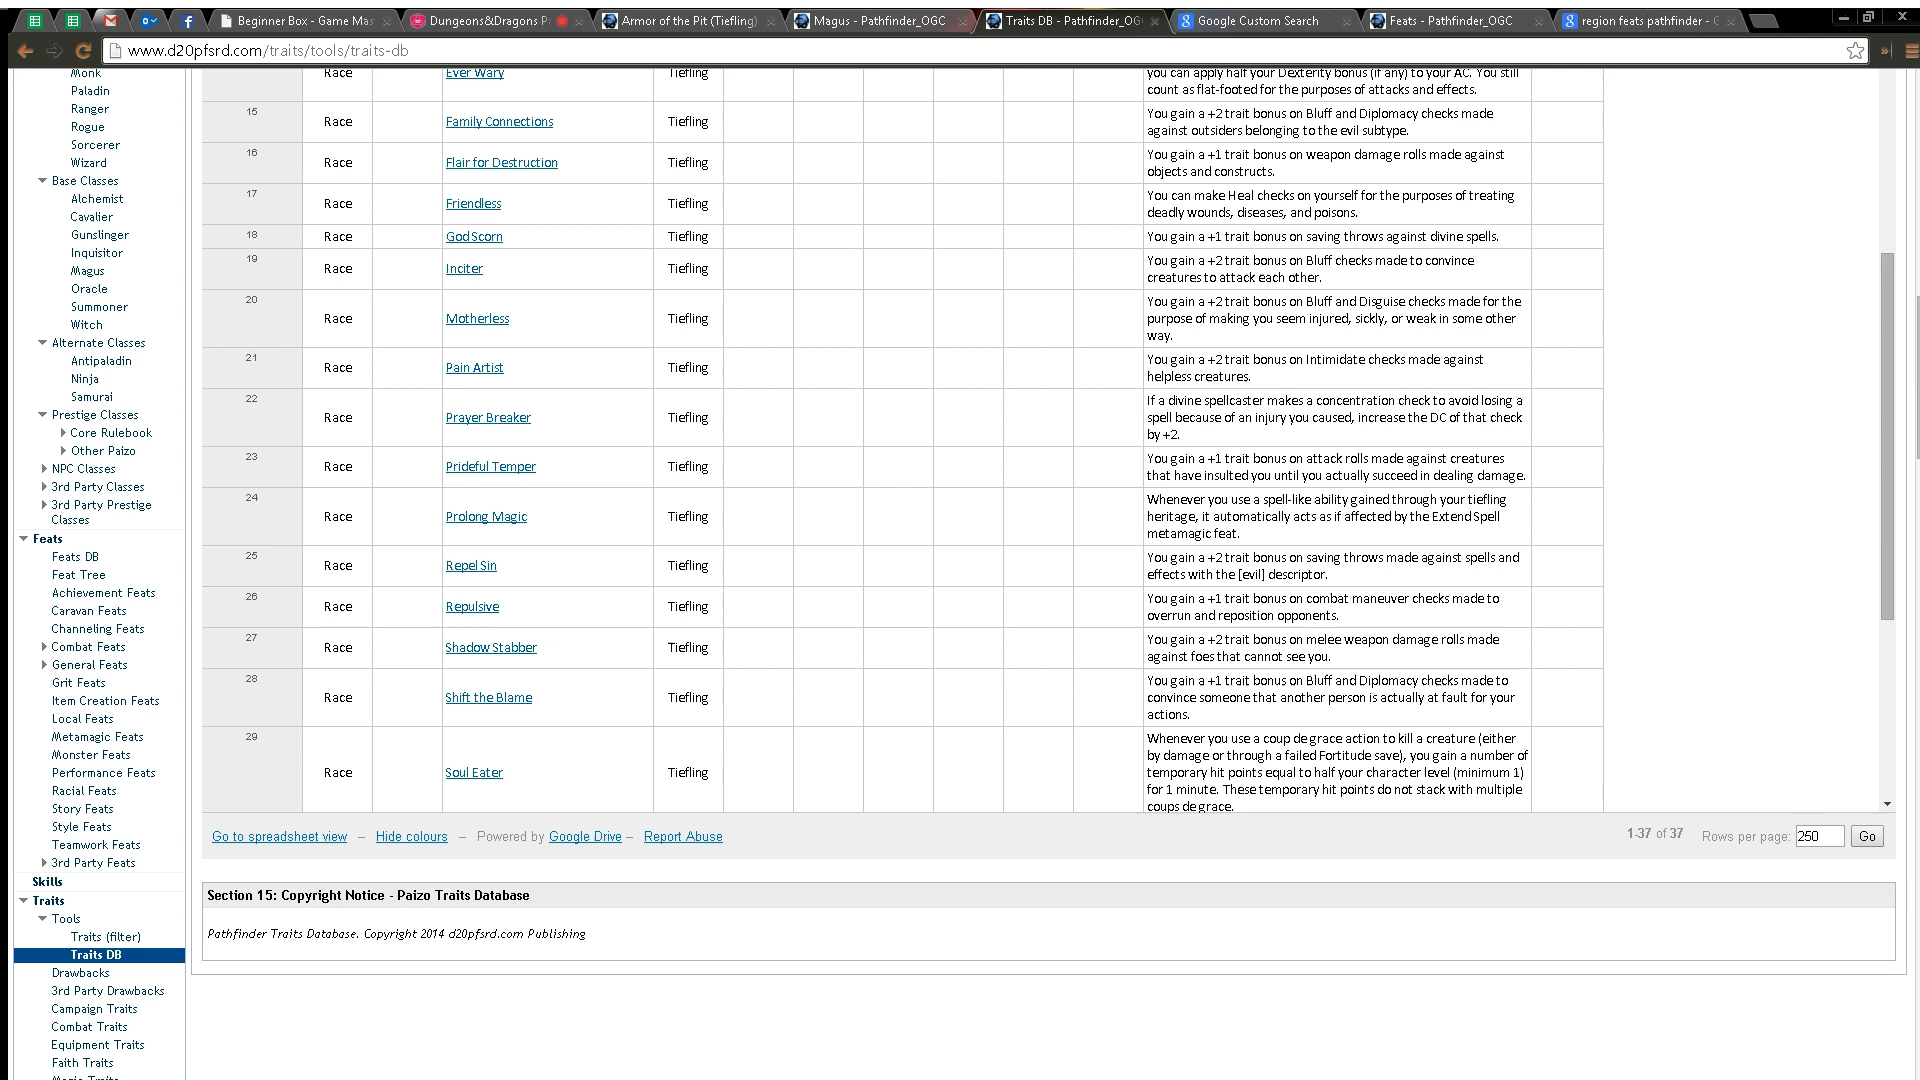 Beginner Box - Game Mas
Dungeons&Dragons Pa
Armor of the Pit (Tiefling)
Magus - Pathfinder_OGC
Traits DB - Pathfinder_OG
Google Custom Search
Feats - Pathfinder_OGC
region feats pathfinder - G
www.d20pfsrd.com/traits/tools/traits-db
Monk
Paladin
Ranger
Rogue
Sorcerer
Wizard
Base Classes
Alchemist
Cavalier
Gunslinger
Inquisitor
Magus
Oracle
Summoner
Witch
Alternate Classes
Antipaladin
Ninja
Samurai
Prestige Classes
Core Rulebook
Other Paizo
NPC Classes
3rd Party Classes
3rd Party Prestige
Classes
Feats
Feats DB
Feat Tree
Achievement Feats
Caravan Feats
Channeling Feats
Combat Feats
General Feats
Grit Feats
Item Creation Feats
Local Feats
Metamagic Feats
Monster Feats
Performance Feats
Racial Feats
Story Feats
Style Feats
Teamwork Feats
3rd Party Feats
Skills
Traits
Tools
Traits (filter)
Traits DB
Drawbacks
3rd Party Drawbacks
Campaign Traits
Combat Traits
Equipment Traits
Faith Traits
Magic Traits
Race Ever Wary Tiefling
you can apply half your Dexterity bonus (if any) to your AC. You still
count as flat-footed for the purposes of attacks and effects.
15 Race Family Connections Tiefling
You gain a +2 trait bonus on Bluff and Diplomacy checks made
against outsiders belonging to the evil subtype.
16 Race Flair for Destruction Tiefling
You gain a +1 trait bonus on weapon damage rolls made against
objects and constructs.
17 Race Friendless Tiefling
You can make Heal checks on yourself for the purposes of treating
deadly wounds, diseases, and poisons.
18 Race God Scorn Tiefling
You gain a +1 trait bonus on saving throws against divine spells.
19 Race Inciter Tiefling
You gain a +2 trait bonus on Bluff checks made to convince
creatures to attack each other.
20 Race Motherless Tiefling
You gain a +2 trait bonus on Bluff and Disguise checks made for the
purpose of making you seem injured, sickly, or weak in some other
way.
21 Race Pain Artist Tiefling
You gain a +2 trait bonus on Intimidate checks made against
helpless creatures.
22 Race Prayer Breaker Tiefling
If a divine spellcaster makes a concentration check to avoid losing a
spell because of an injury you caused, increase the DC of that check
by +2.
23 Race Prideful Temper Tiefling
You gain a +1 trait bonus on attack rolls made against creatures
that have insulted you until you actually succeed in dealing damage.
24 Race Prolong Magic Tiefling
Whenever you use a spell-like ability gained through your tiefling
heritage, it automatically acts as if affected by the Extend Spell
metamagic feat.
25 Race Repel Sin Tiefling
You gain a +2 trait bonus on saving throws made against spells and
effects with the [evil] descriptor.
26 Race Repulsive Tiefling
You gain a +1 trait bonus on combat maneuver checks made to
overrun and reposition opponents.
27 Race Shadow Stabber Tiefling
You gain a +2 trait bonus on melee weapon damage rolls made
against foes that cannot see you.
28 Race Shift the Blame Tiefling
You gain a +1 trait bonus on Bluff and Diplomacy checks made to
convince someone that another person is actually at fault for your
actions.
29 Race Soul Eater Tiefling
Whenever you use a coup de grace action to kill a creature (either
by damage or through a failed Fortitude save), you gain a number of
temporary hit points equal to half your character level (minimum 1)
for 1 minute. These temporary hit points do not stack with multiple
coups de grace.
Go to spreadsheet view – Hide colours – Powered by Google Drive – Report Abuse
1-37 of 37 Rows per page: 250 Go
Section 15: Copyright Notice - Paizo Traits Database
Pathfinder Traits Database. Copyright 2014 d20pfsrd.com Publishing